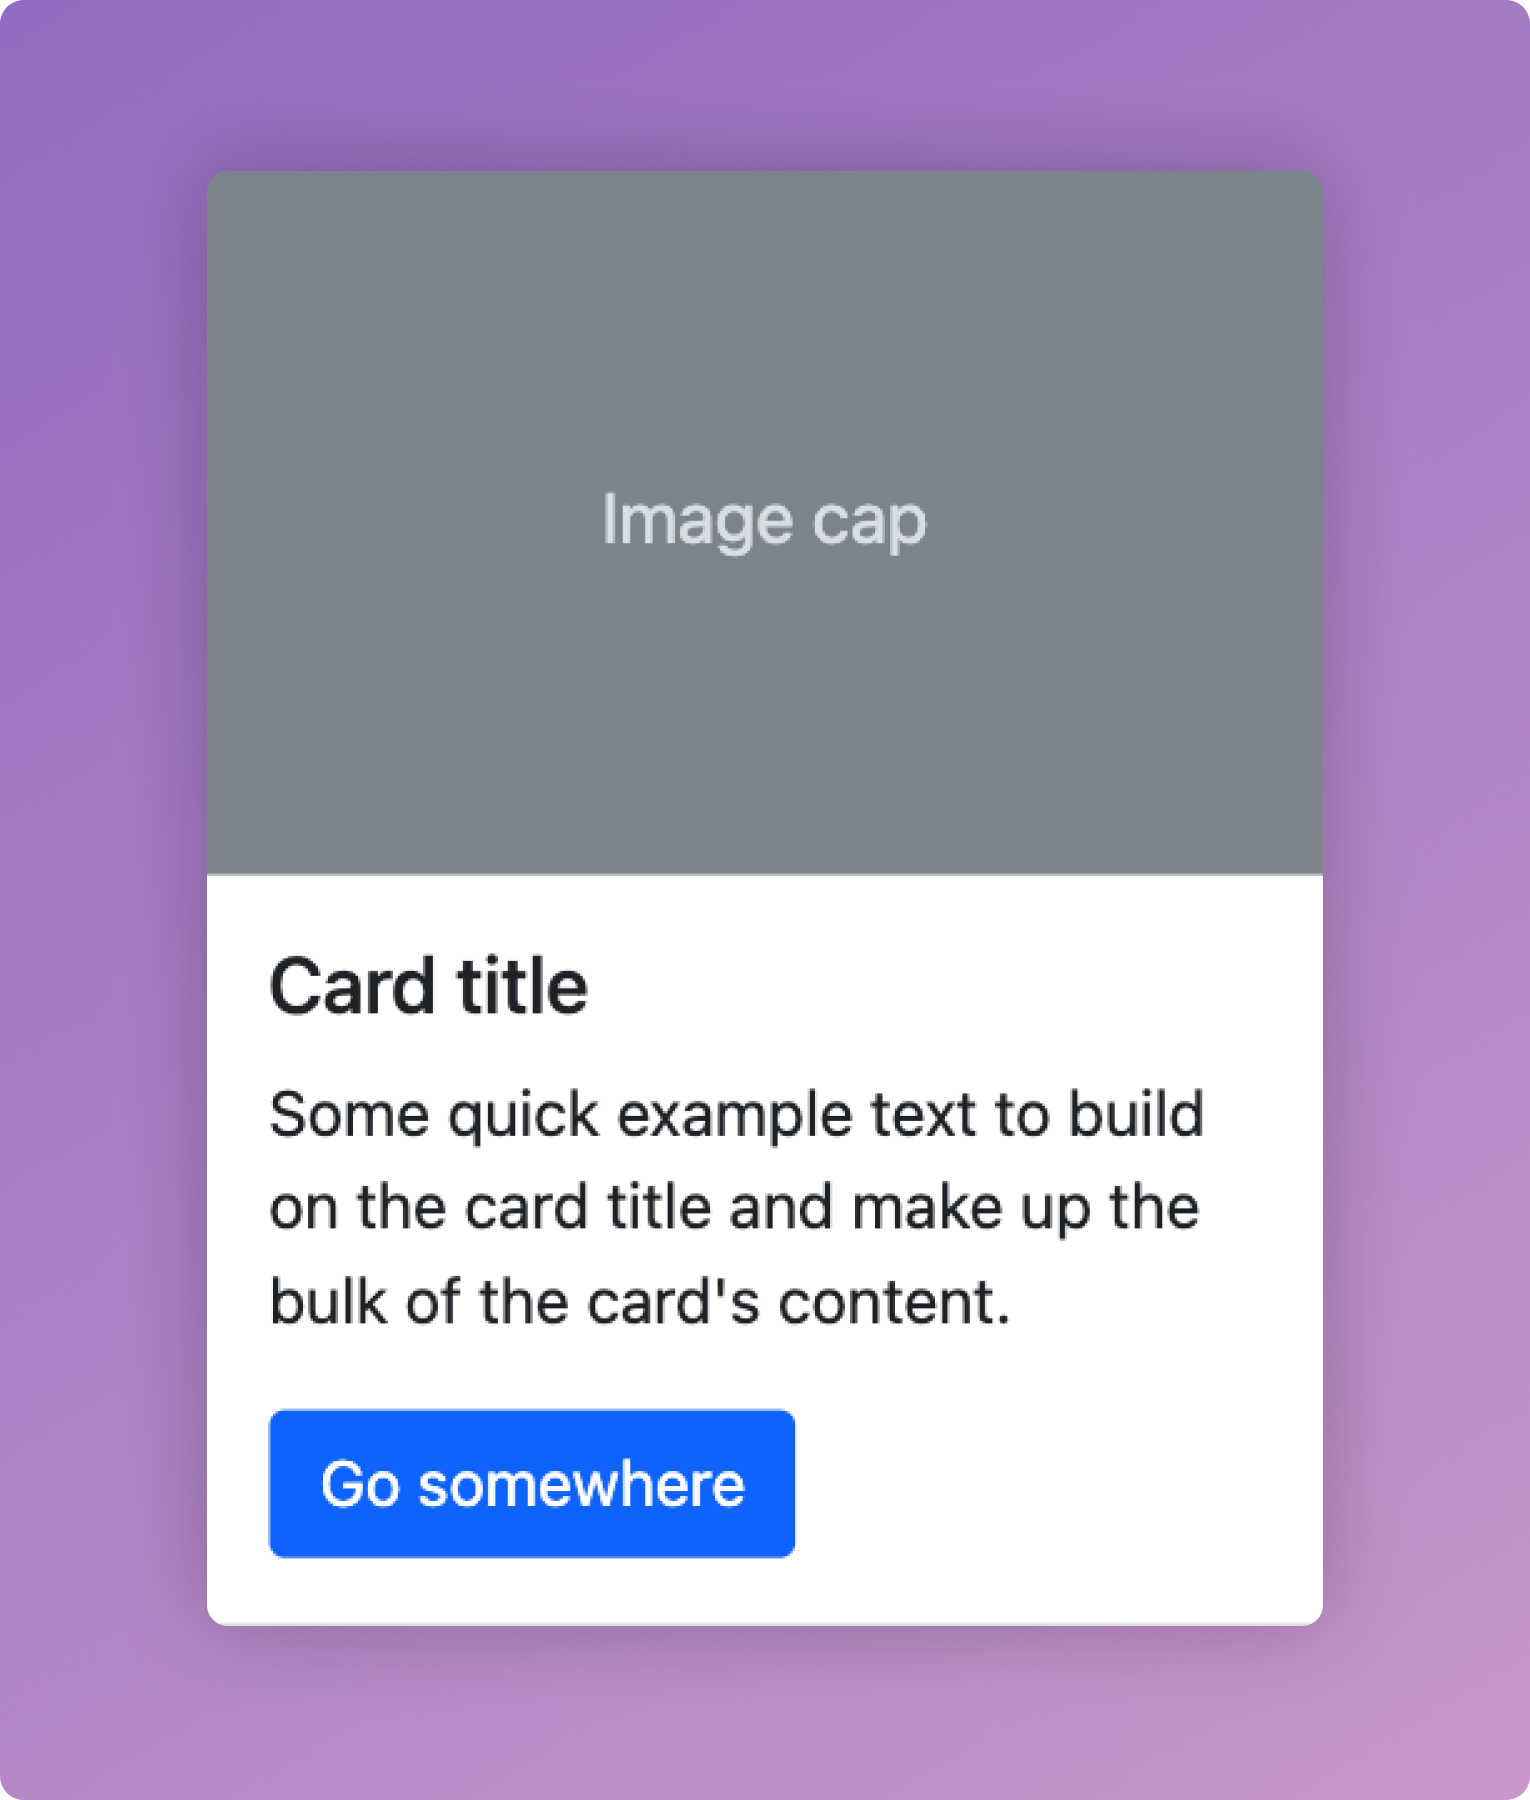 Image cap
Card title
Some quick example text to build
on the card title and make up the
bulk of the card's content.
Go somewhere